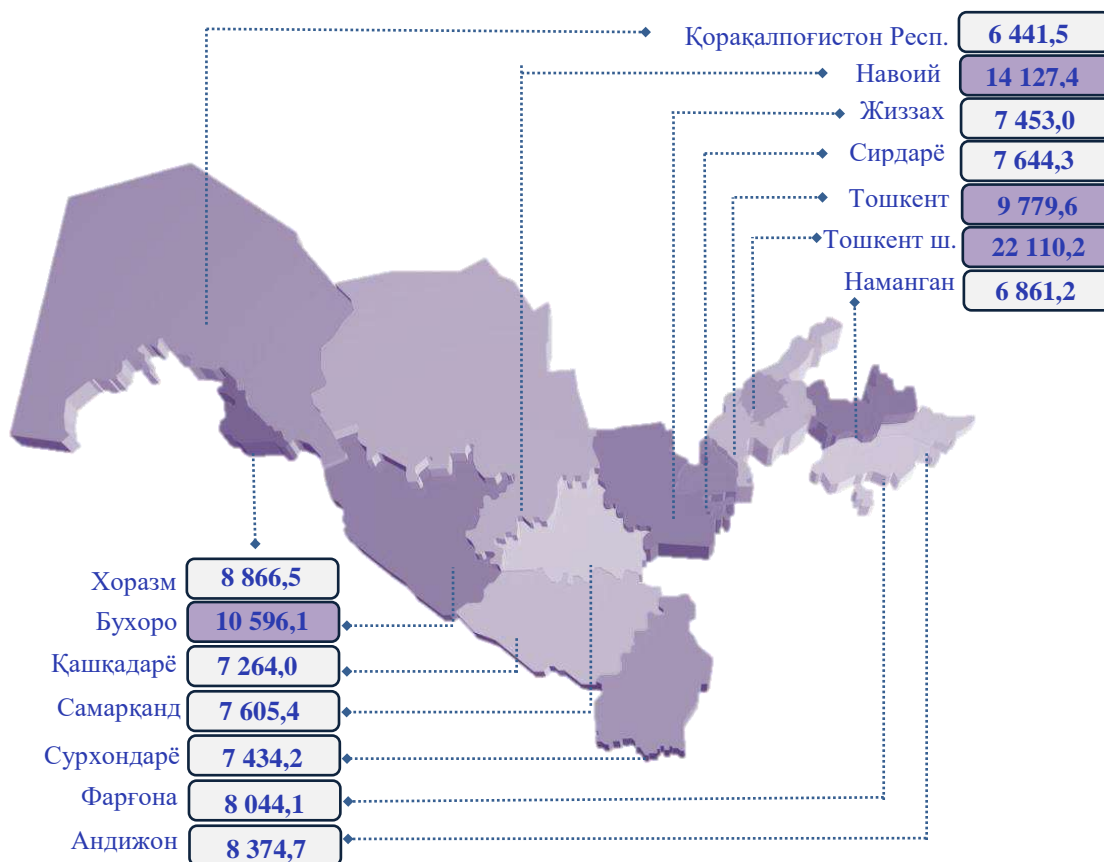 Қорақалпоғистон Респ. 6 441,5
Навоий 14 127,4
Жиззах 7 453,0
Сирдарё 7 644,3
Тошкент 9 779,6
Тошкент ш. 22 110,2
Наманган 6 861,2
Хоразм 8 866,5
Бухоро 10 596,1
Қашқадарё 7 264,0
Самарқанд 7 605,4
Сурхондарё 7 434,2
Фарғона 8 044,1
Андижон 8 374,7